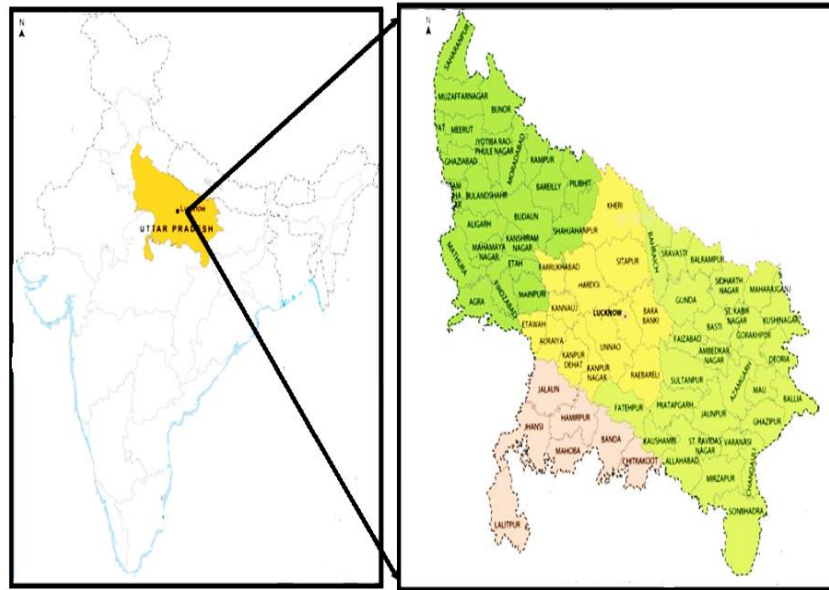 N
Lucknow
UTTAR PRADESH
N
SAHARANPUR
MUZAFFARNAGAR
BIJNOR
MEERUT
JYOTIBA RAO-
PHULE NAGAR
MORADABAD
RAMPUR
GHAZIABAD
BAREILLY
PILIBHIT
BULANDSHAHR
KHERI
BUDAUN
ALIGARH
SHAHJAHANPUR
KANSHIRAM
NAGAR
MAHAMAYA
NAGAR
MATHURA
ETAH
BAHRAICH
SRAVASTI
BALRAMPUR
FARRUKHABAD
SITAPUR
HARDOI
FIROZABAD
MAINPURI
AGRA
SIDHARTH
NAGAR
MAHARAJGANJ
GUNDA
KANNAUJ
LUCKNOW
BARA
BANKI
ST. KABIR
NAGAR
KUSHINAGAR
BASTI
GORAKHPUR
ETAWAH
FAIZABAD
AURAIYA
UNNAO
AMBEDKAR
NAGAR
DEORIA
KANPUR
DEHAT
KANPUR
NAGAR
RAEBARELI
SULTANPUR
AZAMGARH
MAU
BALLIA
JALAUN
FATEHPUR
PRATAPGARH
JAUNPUR
GHAZIPUR
HAMIRPUR
JHANSI
BANDA
KAUSHAMBI
ST. RAVIDAS
NAGAR
VARANASI
MAHOBA
CHITRAKOOT
ALLAHABAD
CHANDAULI
MIRZAPUR
SONBHADRA
LALITPUR